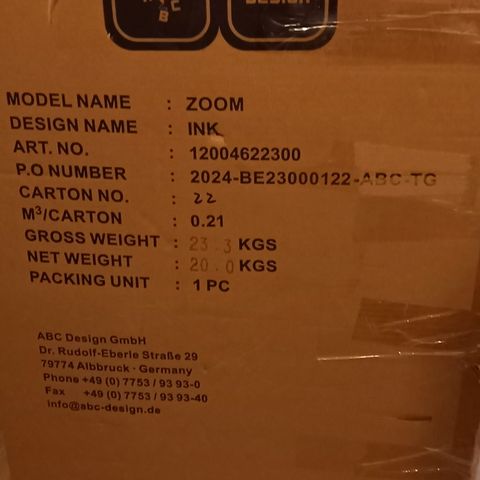 DESIGN
MODEL NAME : ZOOM
DESIGN NAME : INK
ART. NO. : 12004622300
P.O NUMBER : 2024-BE23000122-ABC-TG
CARTON NO. : 22
M³/CARTON : 0.21
GROSS WEIGHT : 23.3 KGS
NET WEIGHT : 20.0 KGS
PACKING UNIT : 1 PC
ABC Design GmbH
Dr. Rudolf-Eberle Straße 29
79774 Albbruck · Germany
Phone +49 (0) 7753 / 93 93-0
Fax +49 (0) 7753 / 93 93-40
info@abc-design.de